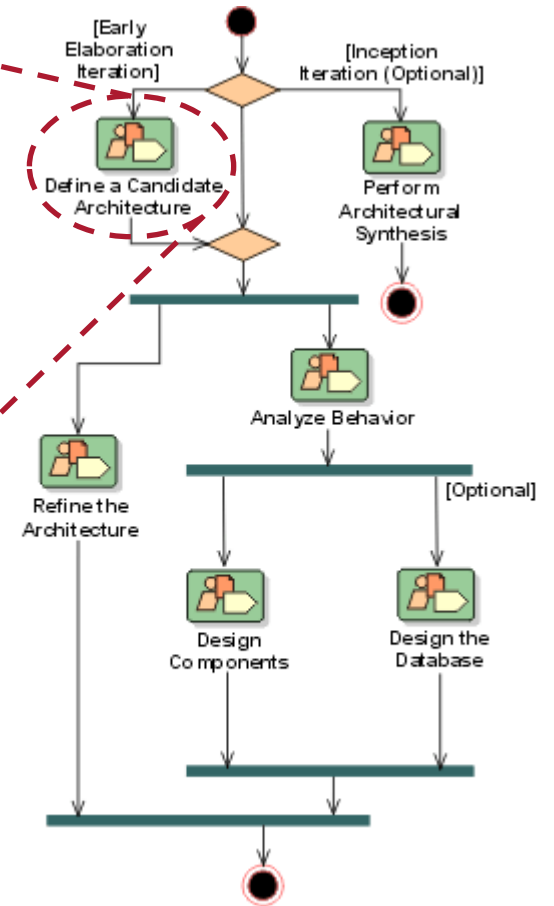 [Early
Elaboration
Iteration]
[Inception
Iteration (Optional)]
Define a Candidate
Architecture
Perform
Architectural
Synthesis
Analyze Behavior
[Optional]
Refine the
Architecture
Design
Components
Design the
Database